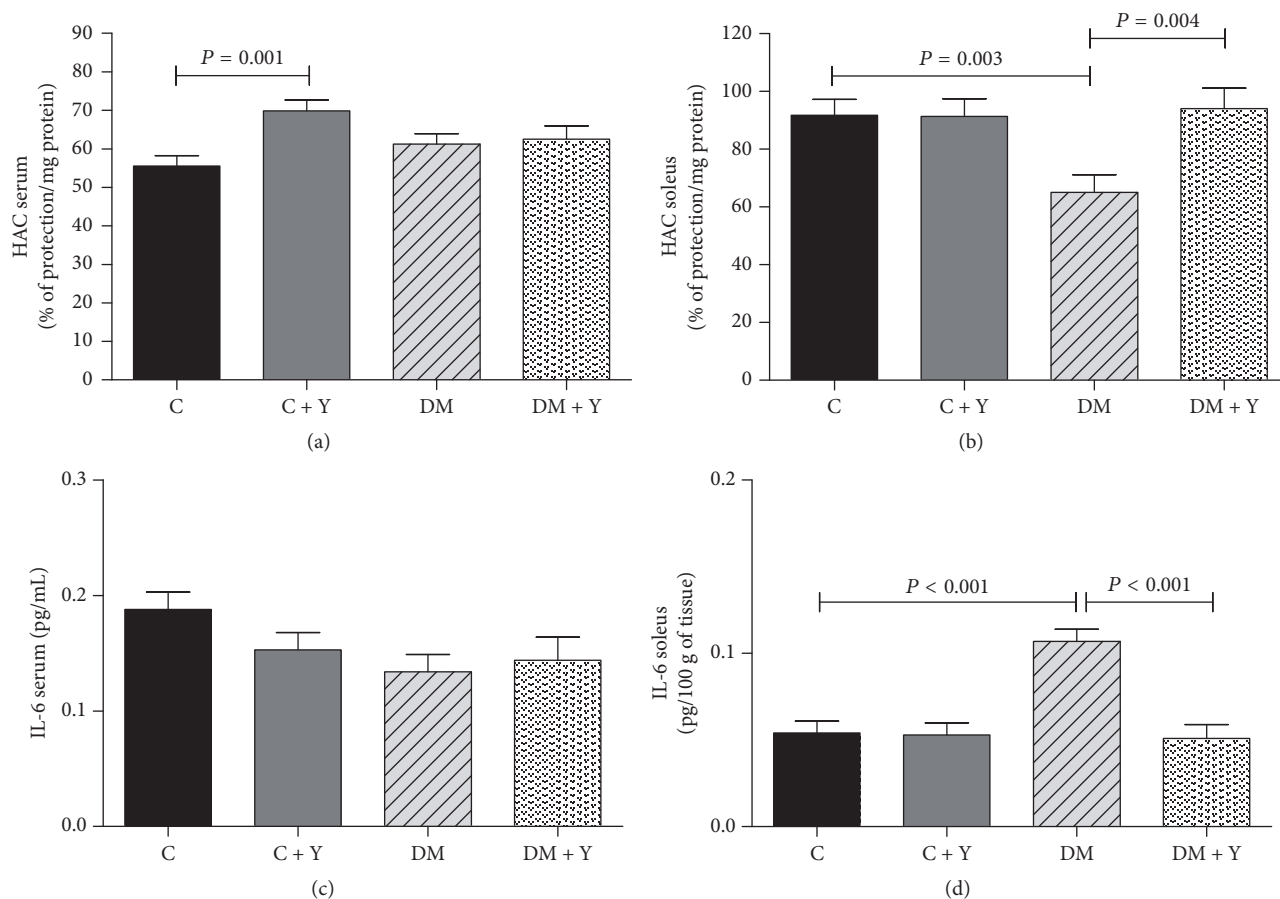 HAC serum
(% of protection/mg protein)
90
80
70
60
50
40
30
20
10
0
P = 0.001
C
C + Y
DM
DM + Y
(a)
HAC soleus
(% of protection/mg protein)
120
100
80
60
40
20
0
P = 0.003
P = 0.004
C
C + Y
DM
DM + Y
(b)
IL-6 serum (pg/mL)
0.3
0.2
0.1
0.0
C
C + Y
DM
DM + Y
(c)
IL-6 soleus
(pg/100 g of tissue)
0.2
0.1
0.0
P < 0.001
P < 0.001
C
C + Y
DM
DM + Y
(d)